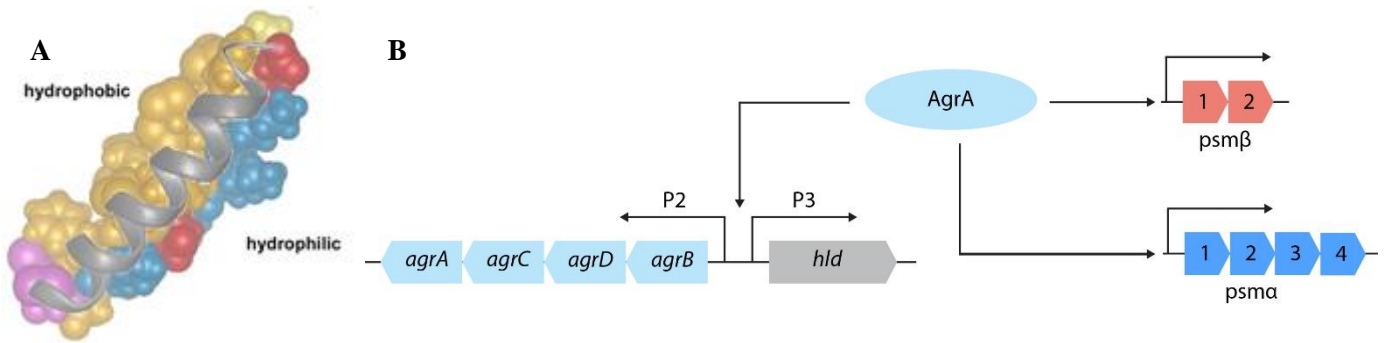 A
hydrophobic
hydrophilic
B
AgrA
P2
P3
agrA agrC agrD agrB hld
1 2
psmβ
1 2 3 4
psmα